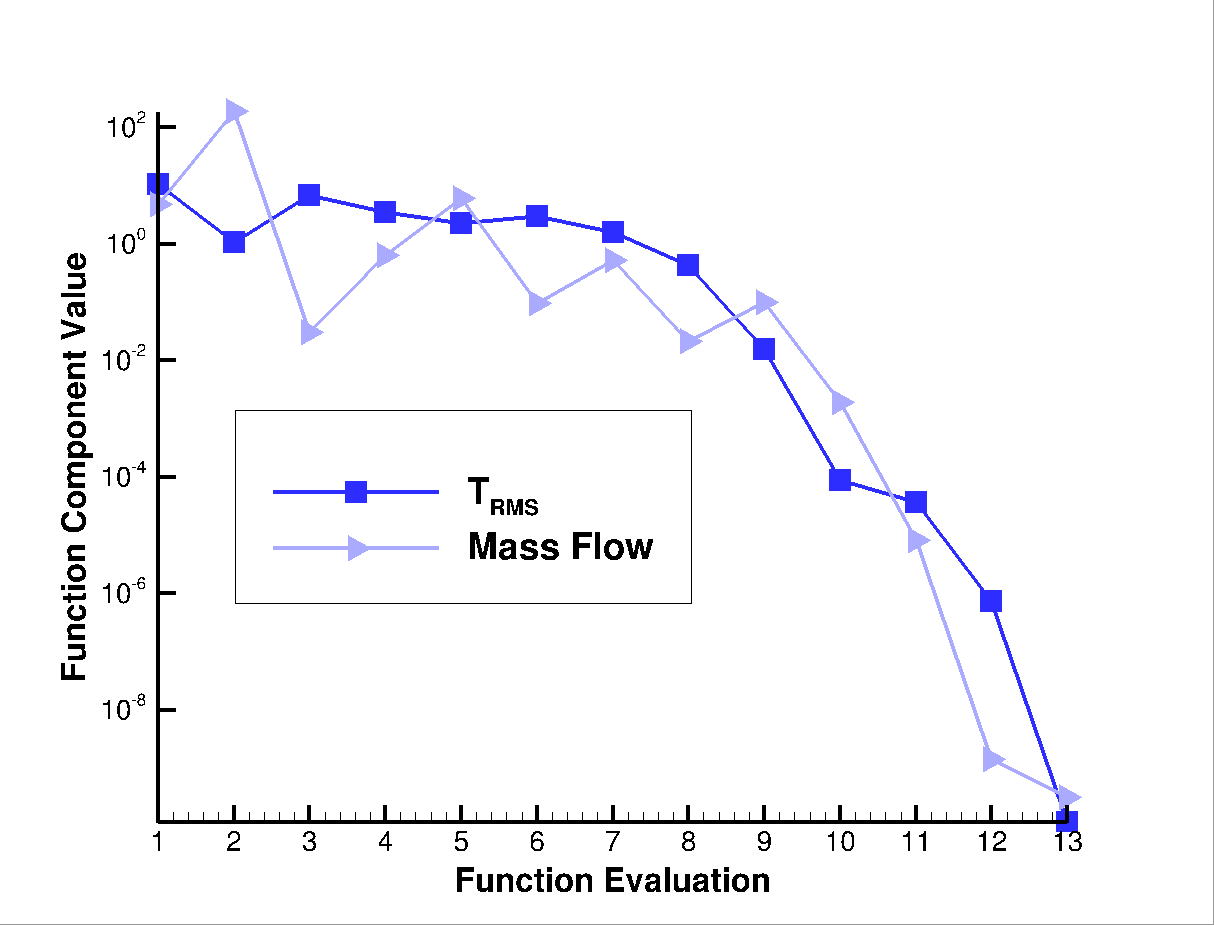 10²
10⁰
10⁻²
10⁻⁴
10⁻⁶
10⁻⁸
Function Component Value
T_RMS
Mass Flow
1 2 3 4 5 6 7 8 9 10 11 12 13
Function Evaluation